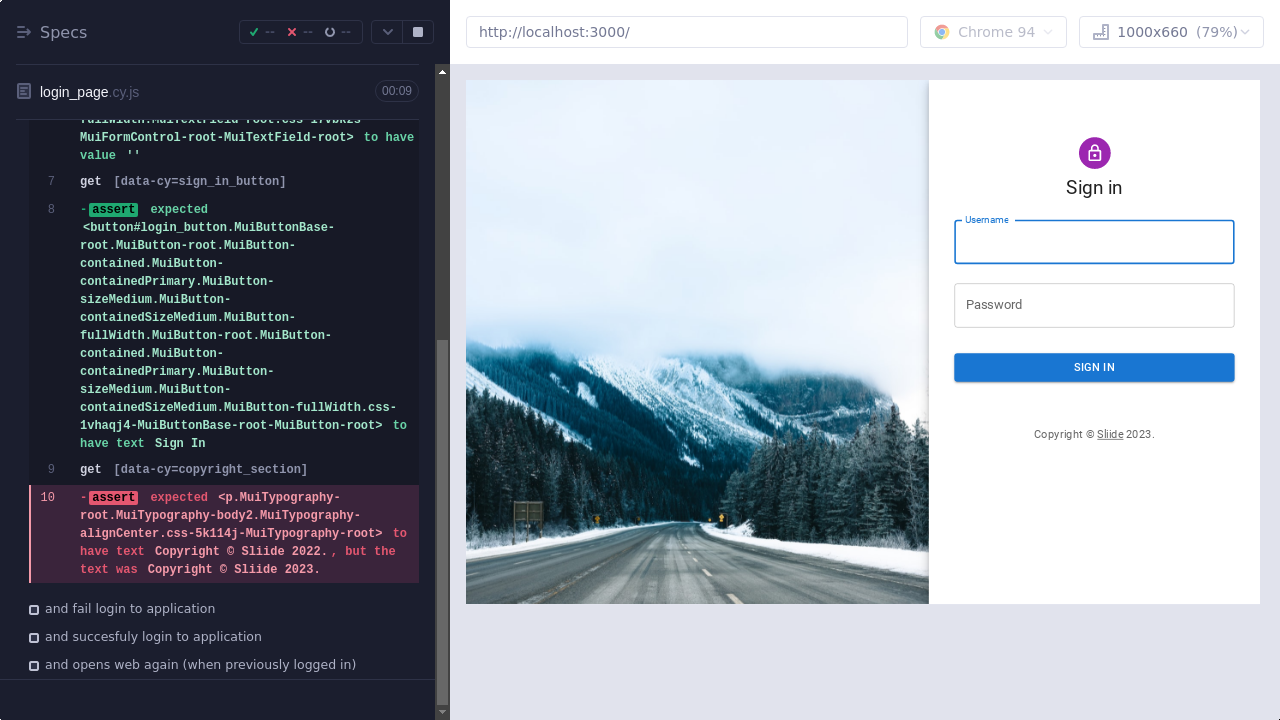 Specs
--
--
--
http://localhost:3000/
Chrome 94
1000x660 (79%)
login_page.cy.js
00:09
fullWidth.MuiTextField-root.css-17vbkzs-
MuiFormControl-root-MuiTextField-root> to have
value ''
7 get [data-cy=sign_in_button]
8 -assert expected
<button#login_button.MuiButtonBase-
root.MuiButton-root.MuiButton-
contained.MuiButton-
containedPrimary.MuiButton-
sizeMedium.MuiButton-
containedSizeMedium.MuiButton-
fullWidth.MuiButton-root.MuiButton-
contained.MuiButton-
containedPrimary.MuiButton-
sizeMedium.MuiButton-
containedSizeMedium.MuiButton-fullWidth.css-
1vhaqj4-MuiButtonBase-root-MuiButton-root> to
have text Sign In
9 get [data-cy=copyright_section]
10 -assert expected <p.MuiTypography-
root.MuiTypography-body2.MuiTypography-
alignCenter.css-5k114j-MuiTypography-root> to
have text Copyright © Sliide 2022., but the
text was Copyright © Sliide 2023.
and fail login to application
and succesfuly login to application
and opens web again (when previously logged in)
Sign in
Username
Password
SIGN IN
Copyright © Sliide 2023.